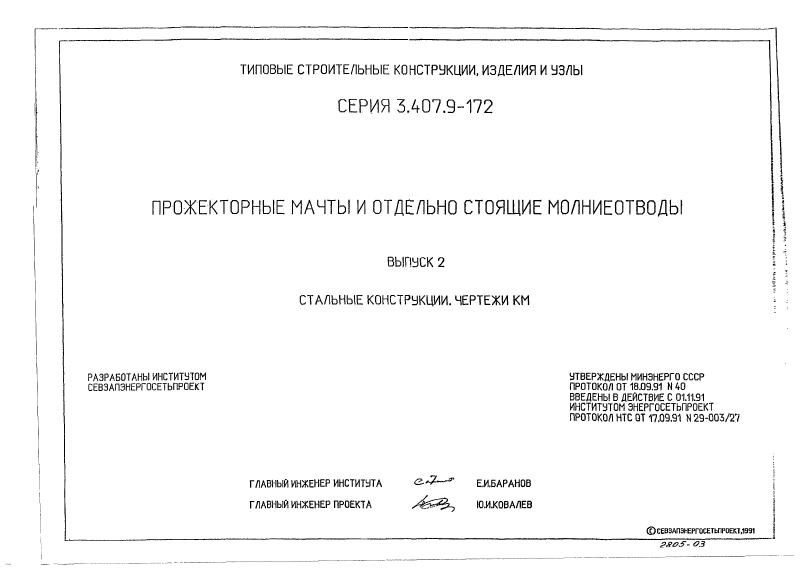 ТИПОВЫЕ СТРОИТЕЛЬНЫЕ КОНСТРУКЦИИ, ИЗДЕЛИЯ И УЗЛЫ
СЕРИЯ 3.407.9-172
ПРОЖЕКТОРНЫЕ МАЧТЫ И ОТДЕЛЬНО СТОЯЩИЕ МОЛНИЕОТВОДЫ
ВЫПУСК 2
СТАЛЬНЫЕ КОНСТРУКЦИИ. ЧЕРТЕЖИ КМ
РАЗРАБОТАНЫ ИНСТИТУТОМ
СЕВЗАПЭНЕРГОСЕТЬПРОЕКТ
УТВЕРЖДЕНЫ МИНЭНЕРГО СССР
ПРОТОКОЛ ОТ 18.09.91 N 40
ВВЕДЕНЫ В ДЕЙСТВИЕ С 01.11.91
ИНСТИТУТОМ ЭНЕРГОСЕТЬПРОЕКТ
ПРОТОКОЛ НТС ОТ 17.09.91 N 29-003/27
ГЛАВНЫЙ ИНЖЕНЕР ИНСТИТУТА Е.И.БАРАНОВ
ГЛАВНЫЙ ИНЖЕНЕР ПРОЕКТА Ю.И.КОВАЛЕВ
© СЕВЗАПЭНЕРГОСЕТЬПРОЕКТ, 1991
2805-03